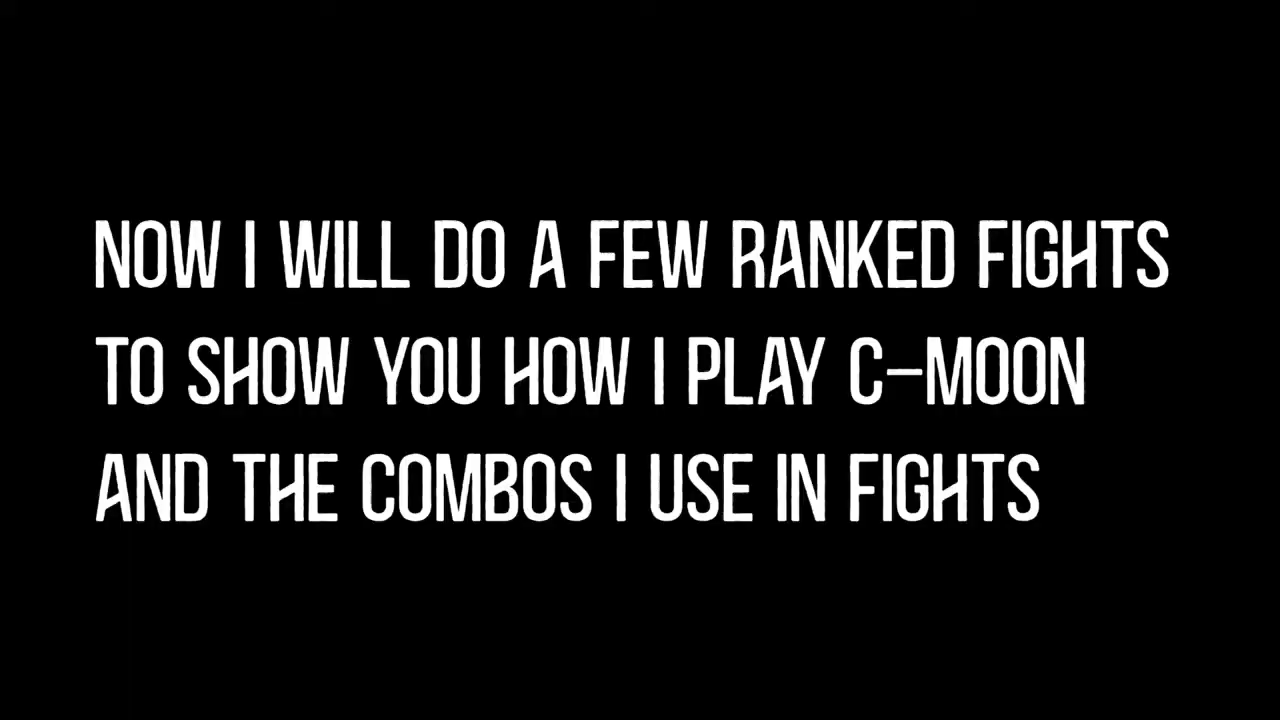 NOW I WILL DO A FEW RANKED FIGHTS
TO SHOW YOU HOW I PLAY C-MOON
AND THE COMBOS I USE IN FIGHTS